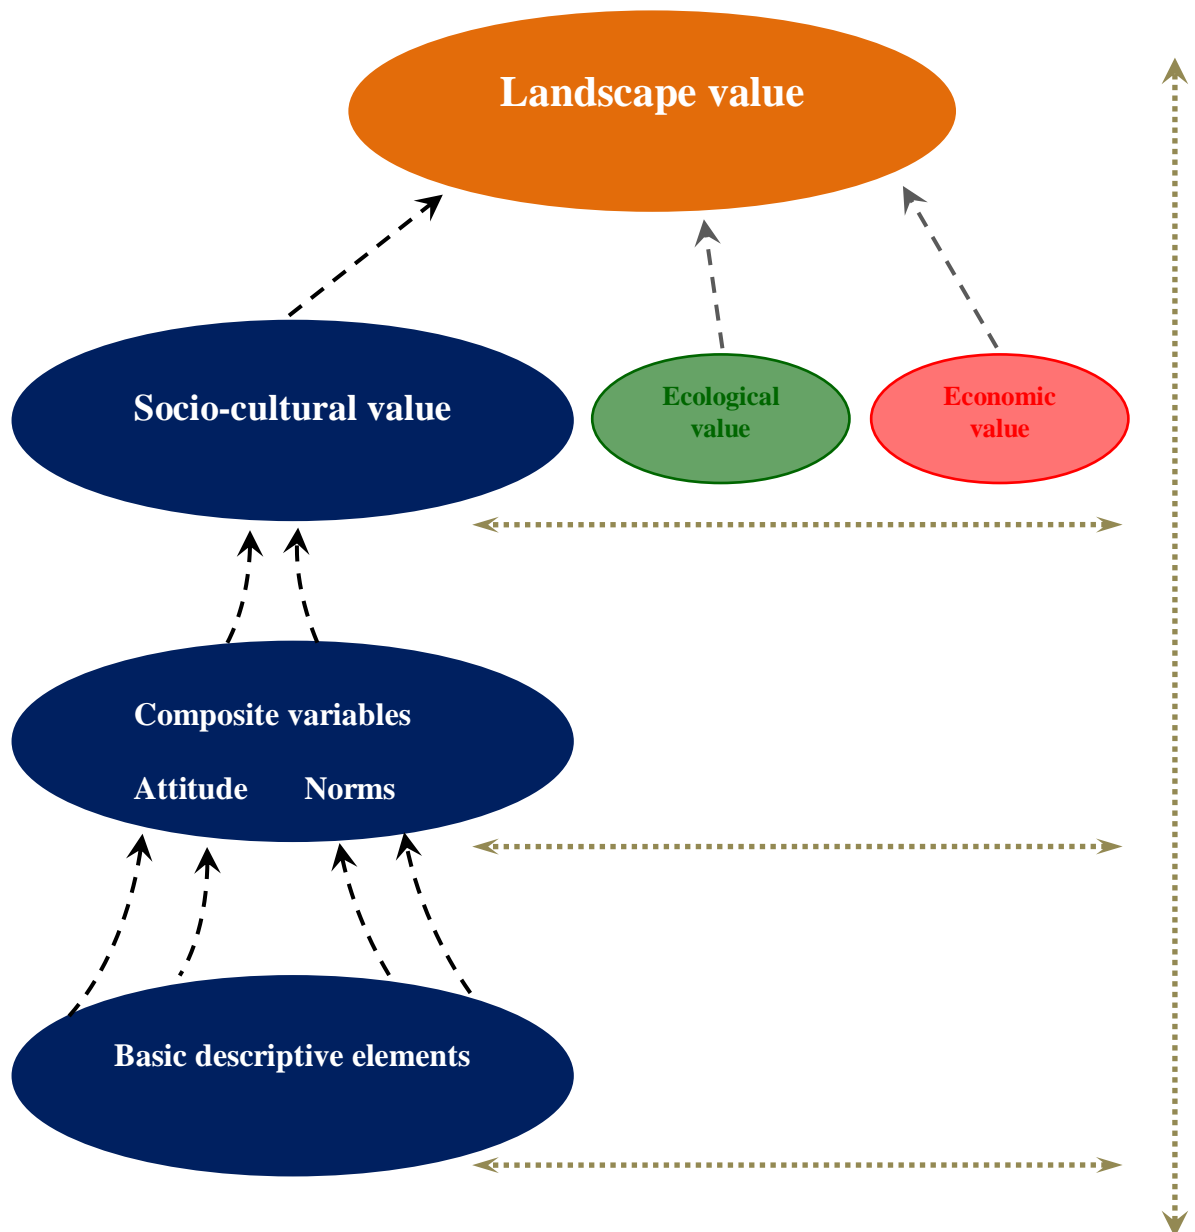 Landscape value
Socio-cultural value
Ecological
value
Economic
value
Composite variables
Attitude Norms
Basic descriptive elements